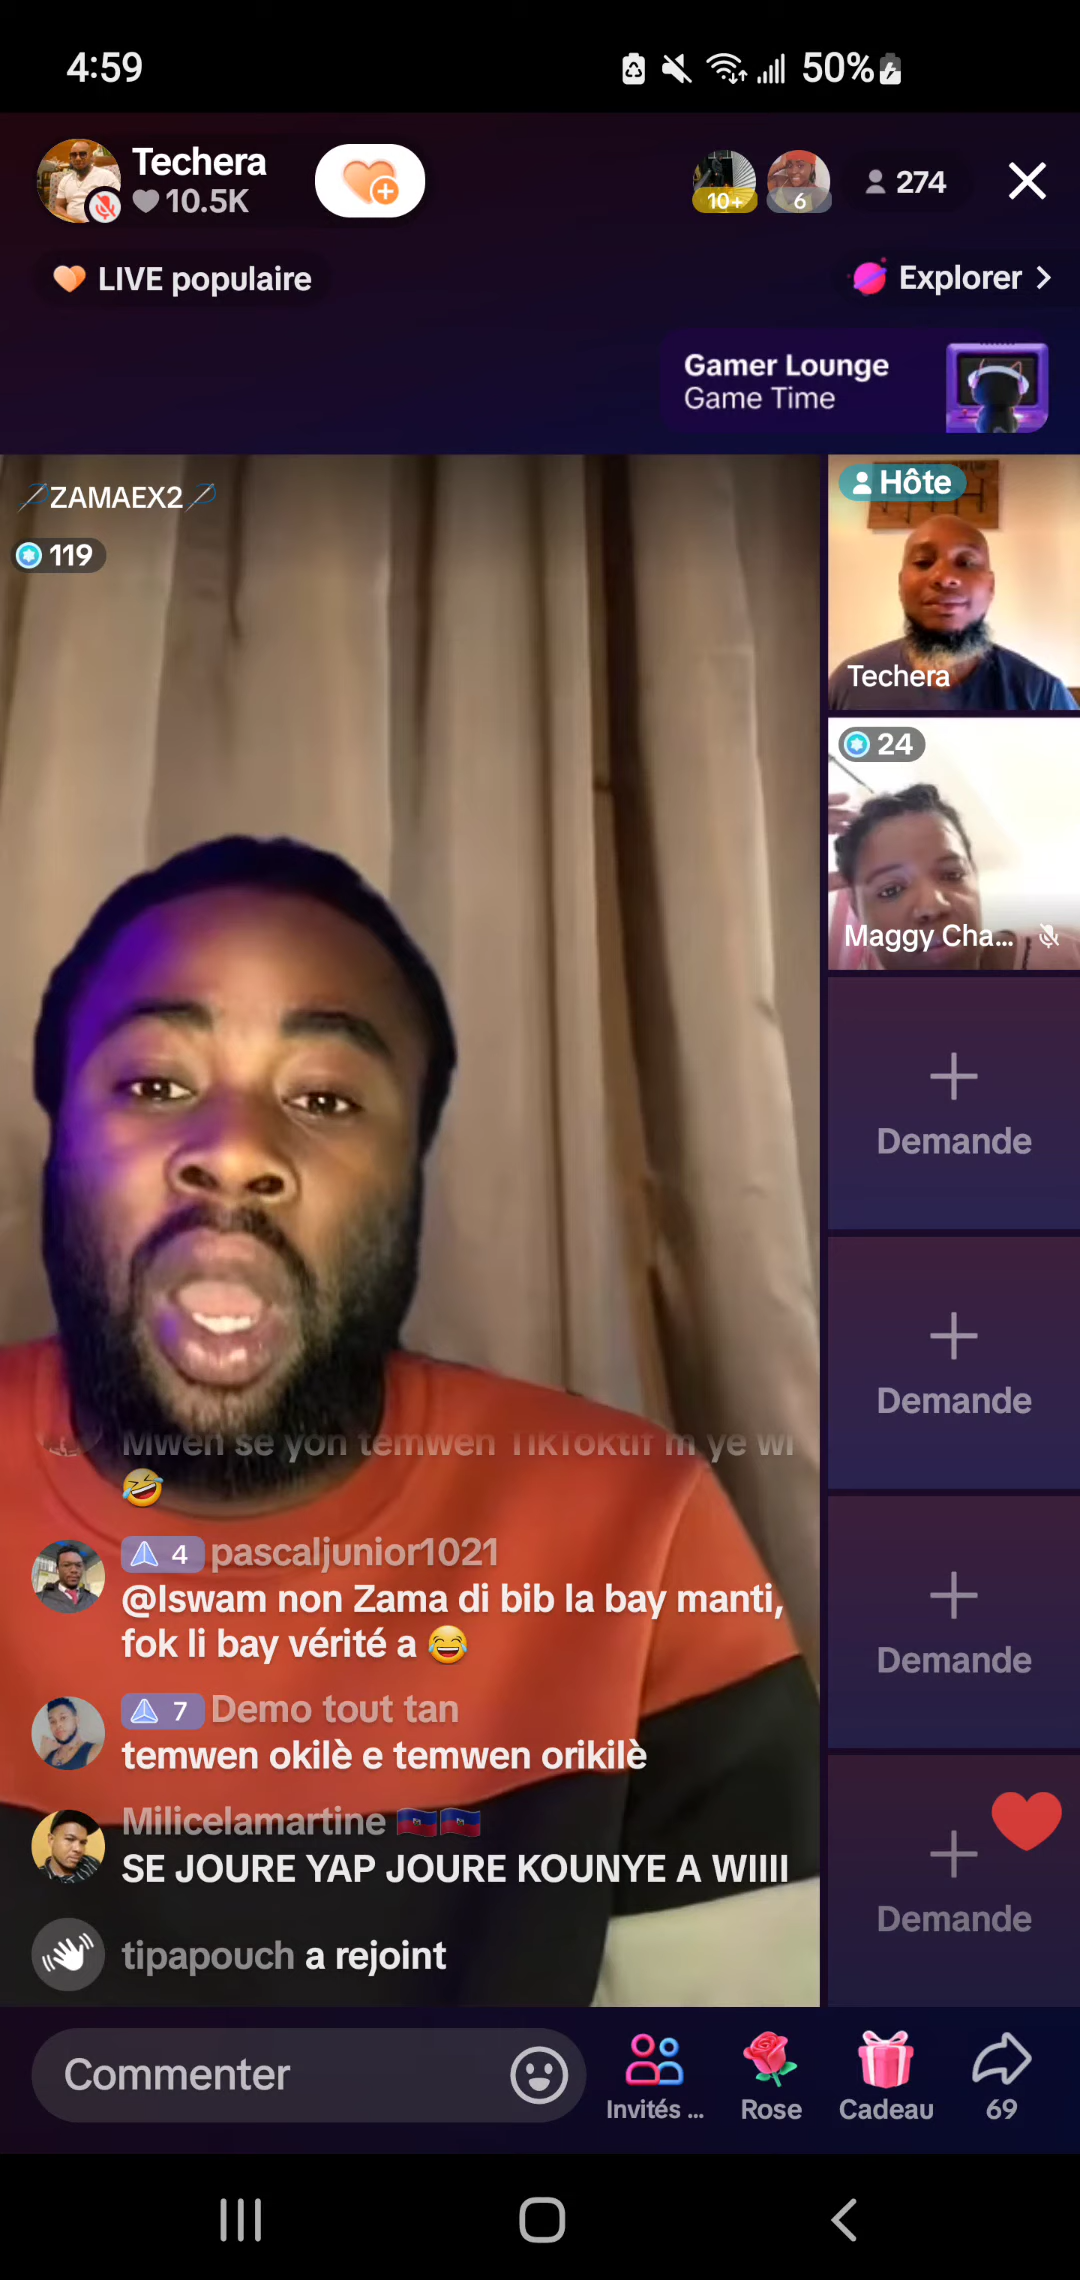 4:59
50%
Techera
10.5K
10+
6
274
LIVE populaire
Explorer
Gamer Lounge
Game Time
ZAMAEX2
119
Hôte
Techera
24
Maggy Cha...
Demande
Demande
Demande
Demande
Mwen se yon temwen TikToktif m ye wi
🤣
4 pascaljunior1021
@Iswam non Zama di bib la bay manti,
fok li bay vérité a 😂
7 Demo tout tan
temwen okilè e temwen orikilè
Milicelamartine 🇭🇹🇭🇹
SE JOURE YAP JOURE KOUNYE A WIIII
tipapouch a rejoint
Commenter
Invités ...
Rose
Cadeau
69